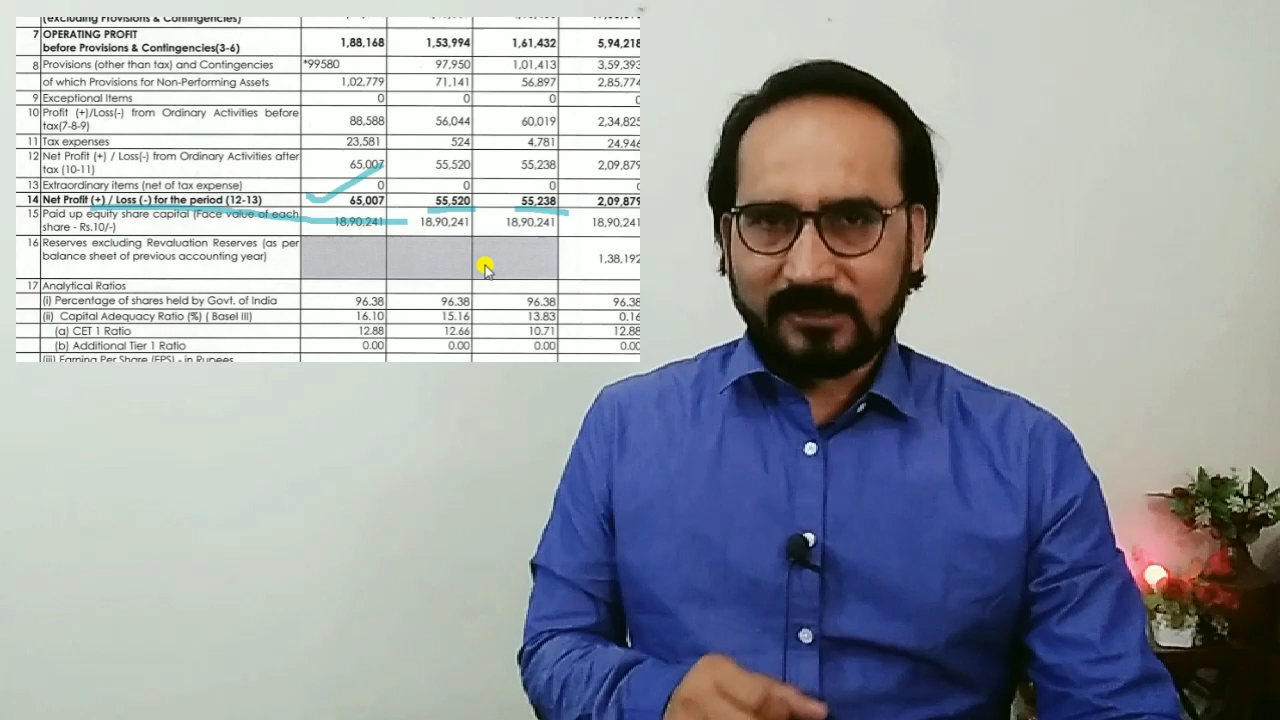 (excluding Provisions & Contingencies)
7 OPERATING PROFIT
before Provisions & Contingencies(3-6) 1,88,168 1,53,994 1,61,432 5,94,218
8 Provisions (other than tax) and Contingencies *99580 97,950 1,01,413 3,59,393
of which Provisions for Non-Performing Assets 1,02,779 71,141 56,897 2,85,774
9 Exceptional Items 0 0 0 0
10 Profit (+)/Loss(-) from Ordinary Activities before
tax(7-8-9) 88,588 56,044 60,019 2,34,825
11 Tax expenses 23,581 524 4,781 24,946
12 Net Profit (+) / Loss(-) from Ordinary Activities after
tax (10-11) 65,007 55,520 55,238 2,09,879
13 Extraordinary items (net of tax expense) 0 0 0 0
14 Net Profit (+) / Loss (-) for the period (12-13) 65,007 55,520 55,238 2,09,879
15 Paid up equity share capital (Face value of each
share - Rs.10/-) 18,90,241 18,90,241 18,90,241 18,90,241
16 Reserves excluding Revaluation Reserves (as per
balance sheet of previous accounting year) 1,38,192
17 Analytical Ratios
(i) Percentage of shares held by Govt. of India 96.38 96.38 96.38 96.38
(ii) Capital Adequacy Ratio (%) ( Basel III) 16.10 15.16 13.83 0.16
(a) CET 1 Ratio 12.88 12.66 10.71 12.88
(b) Additional Tier 1 Ratio 0.00 0.00 0.00 0.00
(iii) Earning Per Share (EPS) - in Rupees